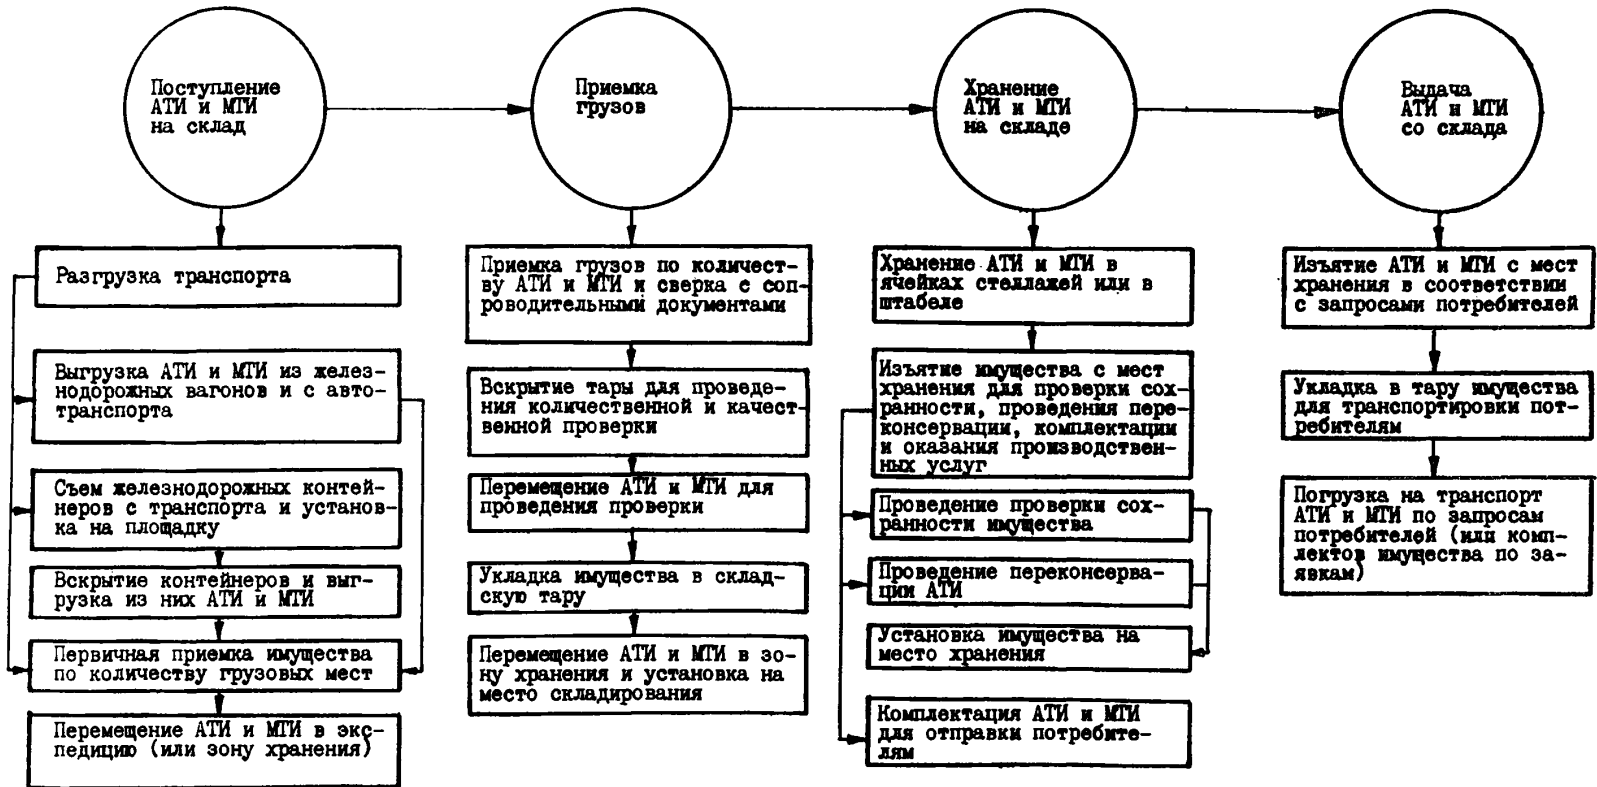 Поступление
АТИ и МТИ
на склад
Приемка
грузов
Хранение
АТИ и МТИ
на складе
Выдача
АТИ и МТИ
со склада
Разгрузка транспорта
Выгрузка АТИ и МТИ из желез-
нодорожных вагонов и с авто-
транспорта
Съем железнодорожных контей-
неров с транспорта и установ-
ка на площадку
Вскрытие контейнеров и выг-
рузка из них АТИ и МТИ
Первичная приемка имущества
по количеству грузовых мест
Перемещение АТИ и МТИ в экс-
педицию (или зону хранения)
Приемка грузов по количест-
ву АТИ и МТИ и сверка с соп-
роводительными документами
Вскрытие тары для проведе-
ния количественной и качест-
венной проверки
Перемещение АТИ и МТИ для
проведения проверки
Укладка имущества в склад-
скую тару
Перемещение АТИ и МТИ в зо-
ну хранения и установка на
место складирования
Хранение АТИ и МТИ в
ячейках стеллажей или в
штабеле
Изъятие имущества с мест
хранения для проверки сох-
ранности, проведения пере-
консервации, комплектации
и оказания производствен-
ных услуг
Проведение проверки сох-
ранности имущества
Проведение переконсерва-
ции АТИ
Установка имущества на
место хранения
Комплектация АТИ и МТИ
для отправки потребите-
лям
Изъятие АТИ и МТИ с мест
хранения в соответствии
с запросами потребителей
Укладка в тару имущества
для транспортировки пот-
ребителям
Погрузка на транспорт
АТИ и МТИ по запросам
потребителей (или комп-
лектов имущества по за-
явкам)